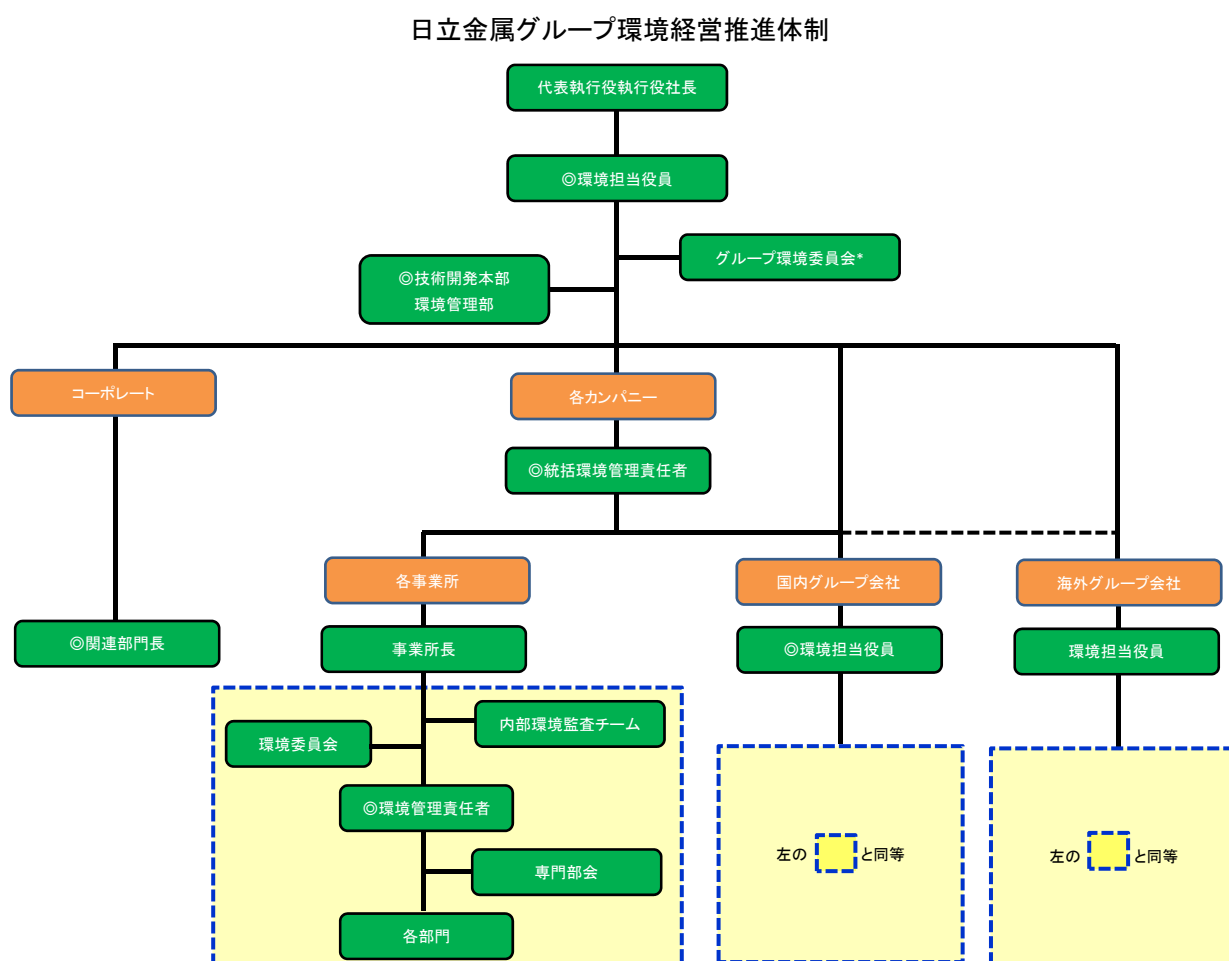 日立金属グループ環境経営推進体制
代表執行役執行役社長
◎環境担当役員
グループ環境委員会*
◎技術開発本部
環境管理部
コーポレート
各カンパニー
◎統括環境管理責任者
各事業所
国内グループ会社
海外グループ会社
◎関連部門長
事業所長
◎環境担当役員
環境担当役員
内部環境監査チーム
環境委員会
◎環境管理責任者
専門部会
各部門
左の と同等
左の と同等